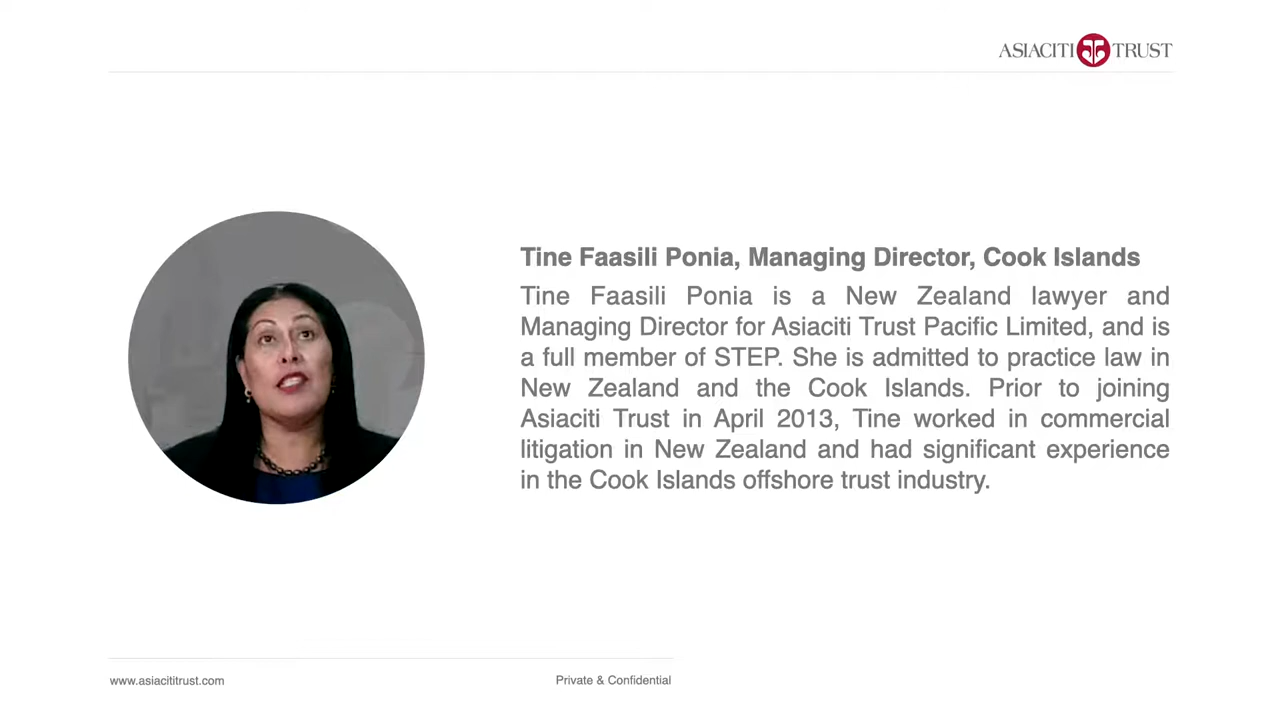 ASIACITI TRUST
Tine Faasili Ponia, Managing Director, Cook Islands
Tine Faasili Ponia is a New Zealand lawyer and
Managing Director for Asiaciti Trust Pacific Limited, and is
a full member of STEP. She is admitted to practice law in
New Zealand and the Cook Islands. Prior to joining
Asiaciti Trust in April 2013, Tine worked in commercial
litigation in New Zealand and had significant experience
in the Cook Islands offshore trust industry.
www.asiacititrust.com Private & Confidential